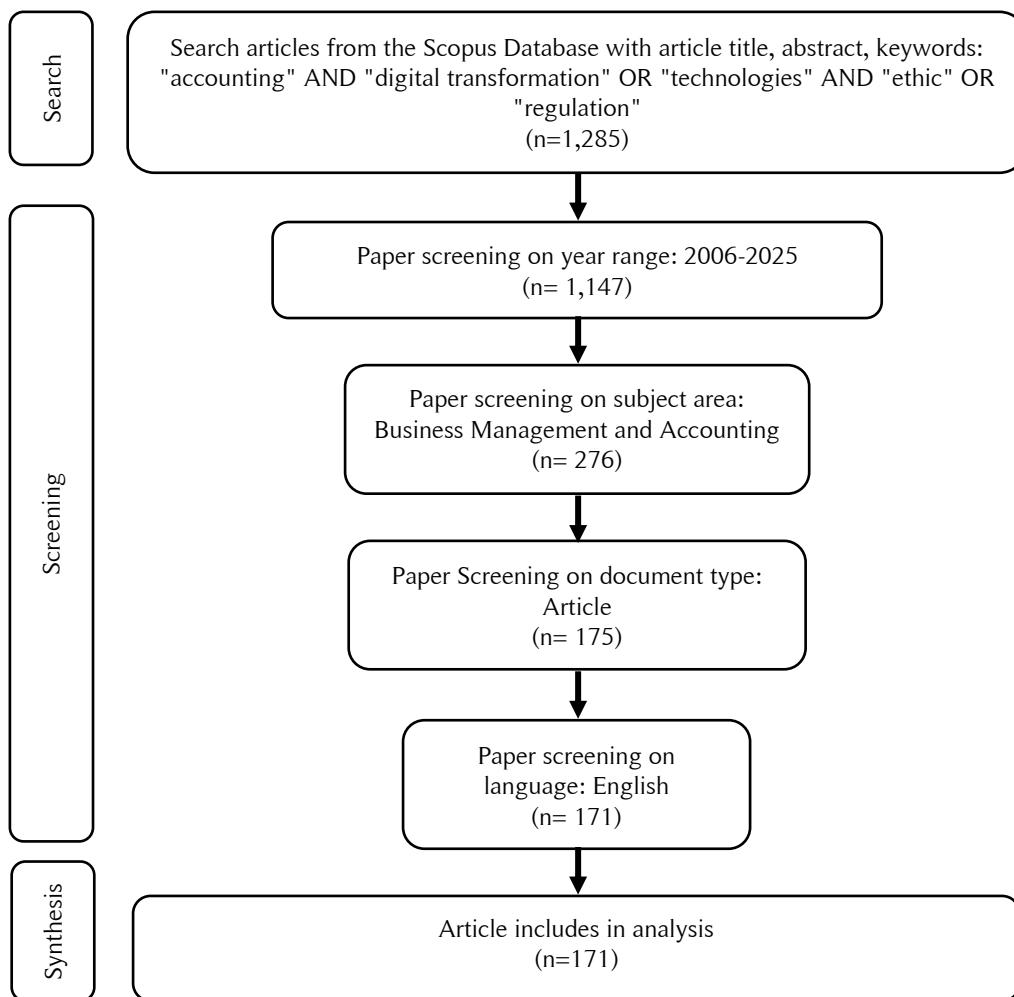 Search
Search articles from the Scopus Database with article title, abstract, keywords:
"accounting" AND "digital transformation" OR "technologies" AND "ethic" OR
"regulation"
(n=1,285)
Screening
Paper screening on year range: 2006-2025
(n= 1,147)
Paper screening on subject area:
Business Management and Accounting
(n= 276)
Paper Screening on document type:
Article
(n= 175)
Paper screening on
language: English
(n= 171)
Synthesis
Article includes in analysis
(n=171)